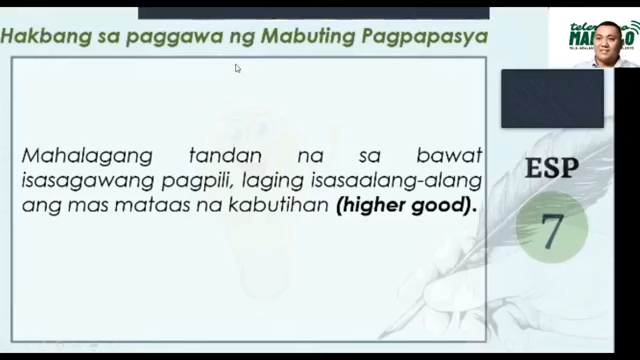 Hakbang sa paggawa ng Mabuting Pagpapasya
Mahalagang tandan na sa bawat
isasagawang pagpili, laging isasaalang-alang
ang mas mataas na kabutihan (higher good).
ESP
7